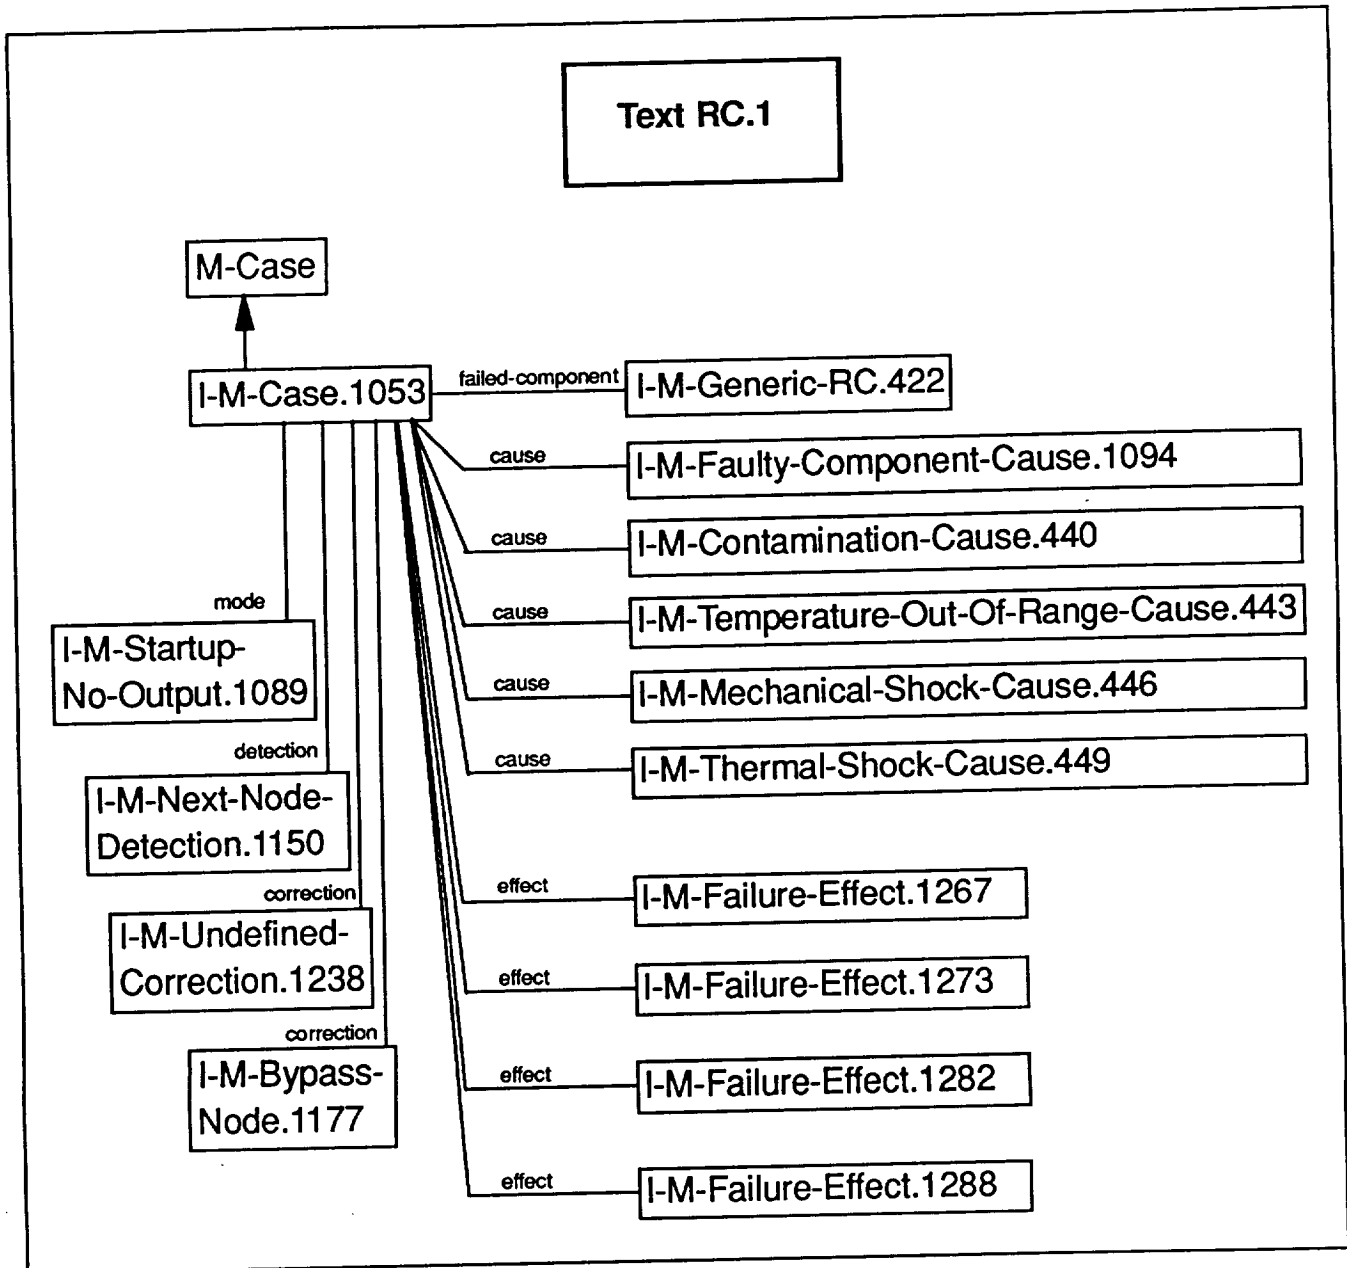 Text RC.1
M-Case
I-M-Case.1053
failed-component
I-M-Generic-RC.422
cause
I-M-Faulty-Component-Cause.1094
cause
I-M-Contamination-Cause.440
cause
I-M-Temperature-Out-Of-Range-Cause.443
cause
I-M-Mechanical-Shock-Cause.446
cause
I-M-Thermal-Shock-Cause.449
mode
I-M-Startup-
No-Output.1089
detection
I-M-Next-Node-
Detection.1150
correction
I-M-Undefined-
Correction.1238
correction
I-M-Bypass-
Node.1177
effect
I-M-Failure-Effect.1267
effect
I-M-Failure-Effect.1273
effect
I-M-Failure-Effect.1282
effect
I-M-Failure-Effect.1288